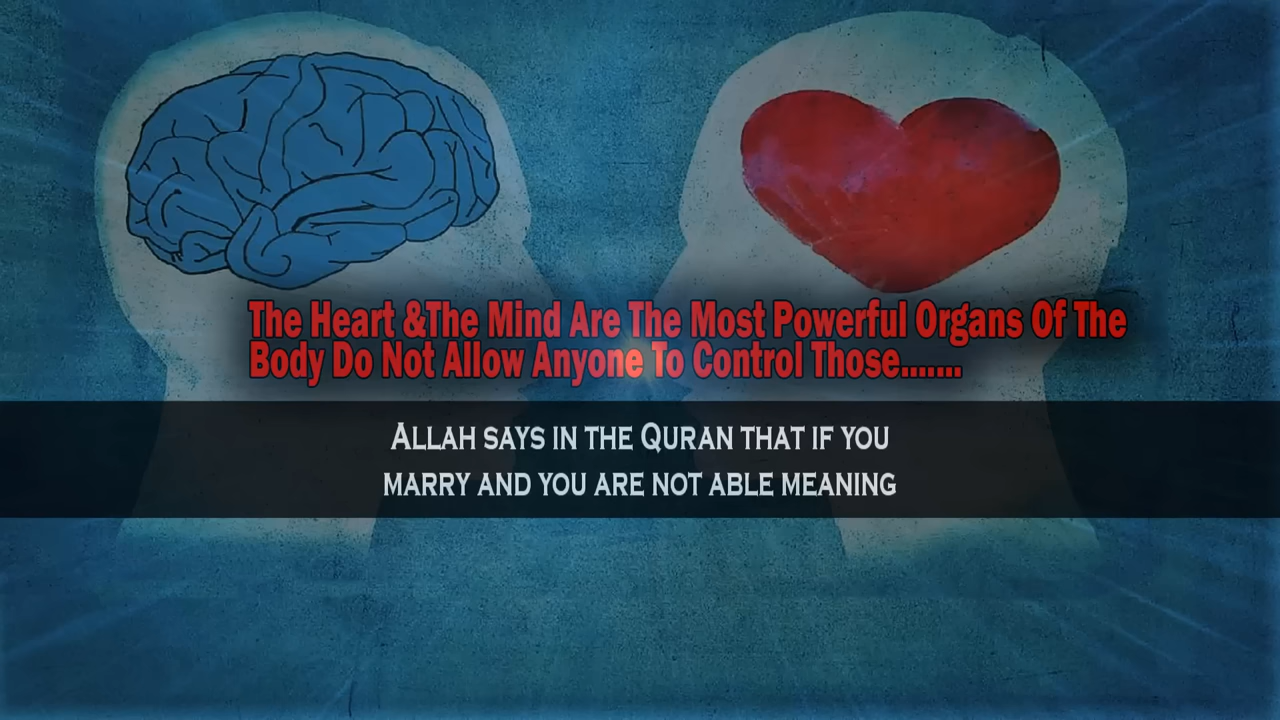 The Heart &The Mind Are The Most Powerful Organs Of The
Body Do Not Allow Anyone To Control Those.......
ALLAH SAYS IN THE QURAN THAT IF YOU
MARRY AND YOU ARE NOT ABLE MEANING